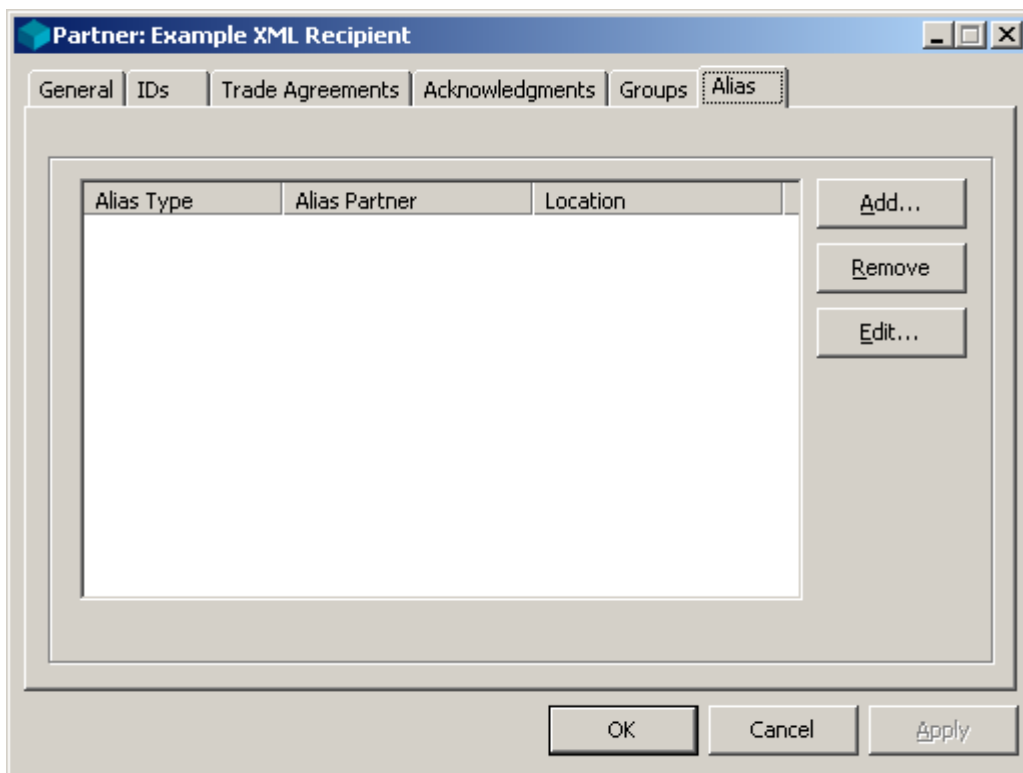 Partner: Example XML Recipient
General IDs Trade Agreements Acknowledgments Groups Alias
Alias Type Alias Partner Location
Add...
Remove
Edit...
OK Cancel Apply